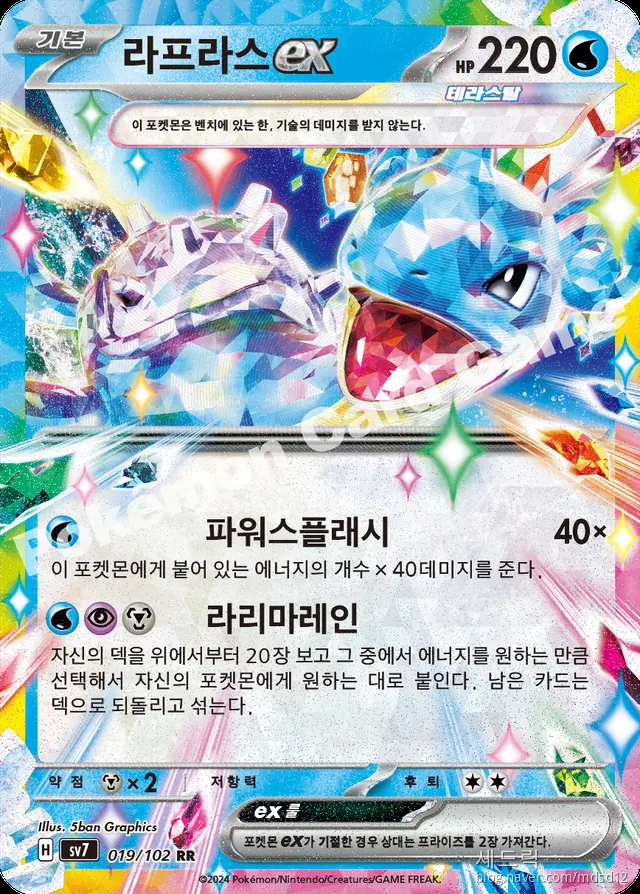 기본 라프라스 ex HP 220
테라스탈
이 포켓몬은 벤치에 있는 한, 기술의 데미지를 받지 않는다.
Pokémon Card Game
파워스플래시 40×
이 포켓몬에게 붙어 있는 에너지의 개수 × 40데미지를 준다.
라리마레인
자신의 덱을 위에서부터 20장 보고 그 중에서 에너지를 원하는 만큼
선택해서 자신의 포켓몬에게 원하는 대로 붙인다. 남은 카드는
덱으로 되돌리고 섞는다.
약점 ×2 저항력 후퇴
Illus. 5ban Graphics
ex룰
H sv7 019/102 RR
포켓몬 ex가 기절한 경우 상대는 프라이즈를 2장 가져간다.
세드릭
©2024 Pokémon/Nintendo/Creatures/GAME FREAK.
blog.naver.com/mdsd12